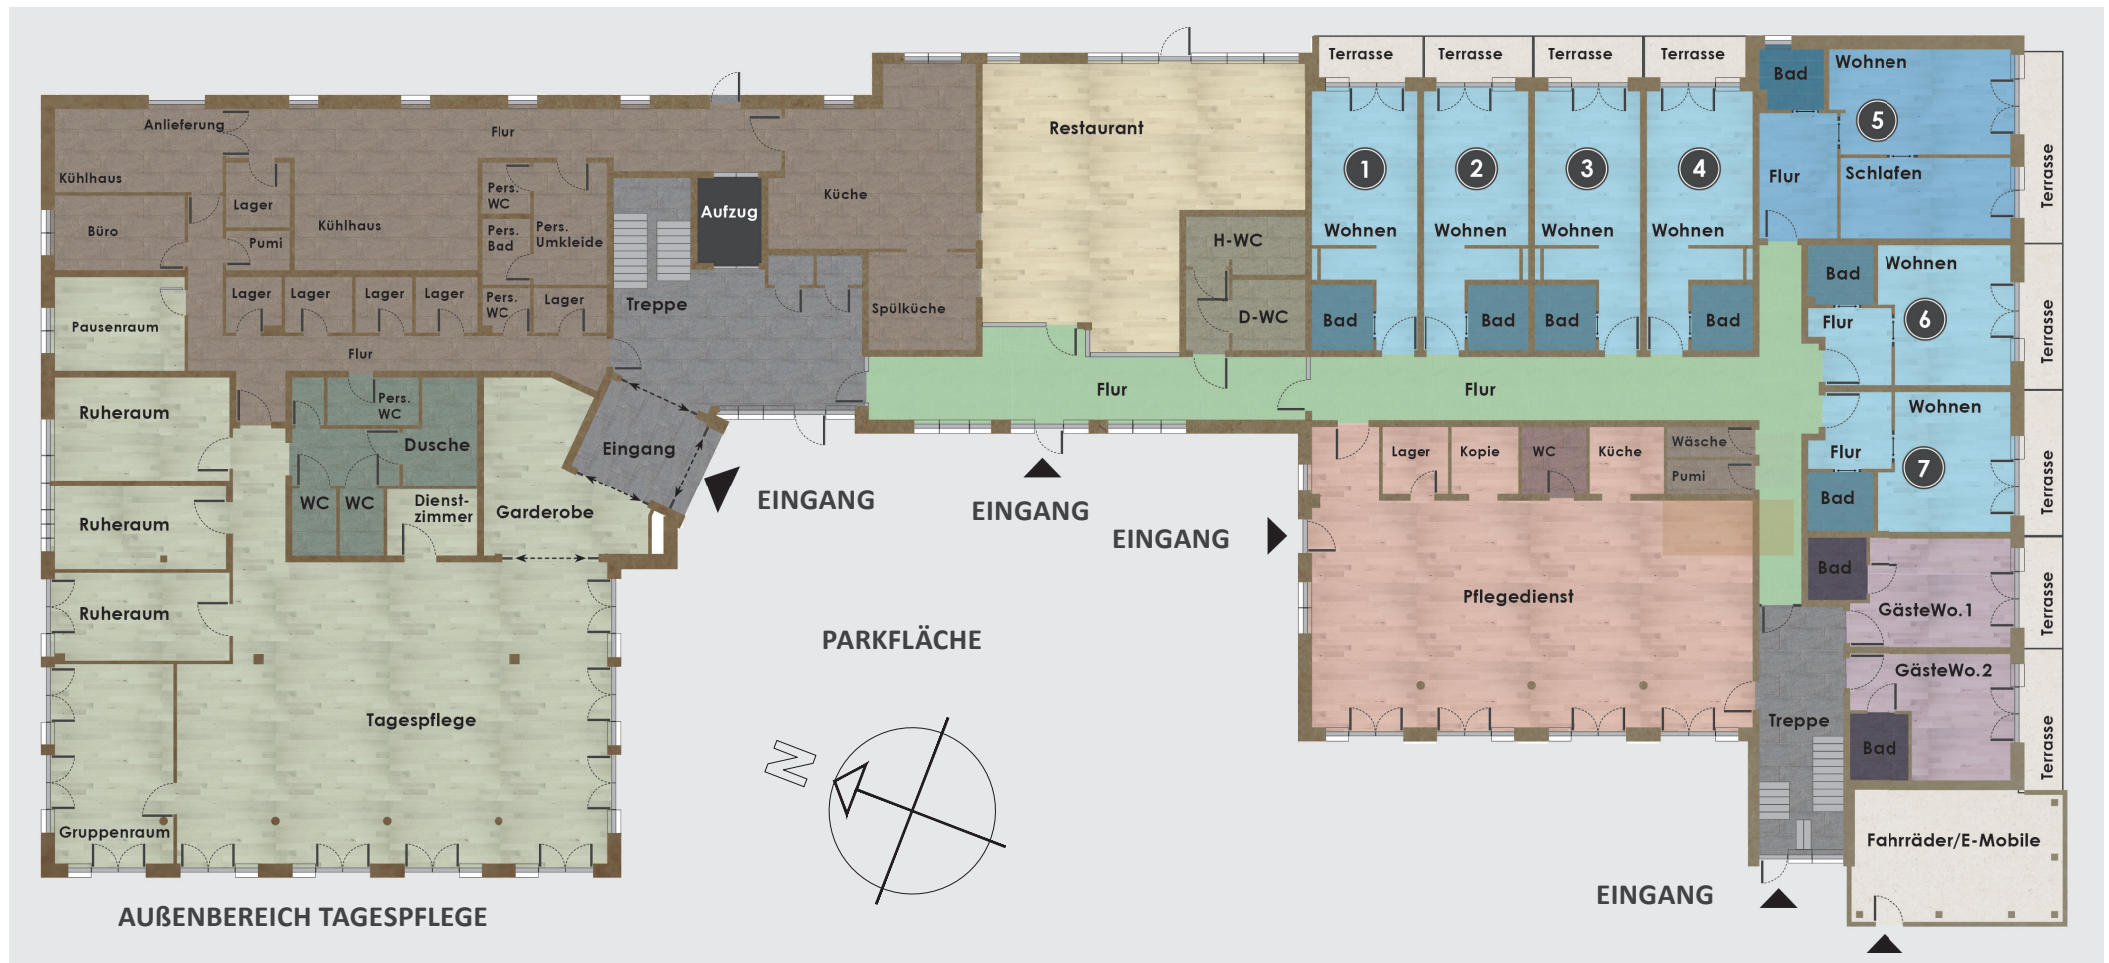 Terrasse
Terrasse
Terrasse
Terrasse
Bad
Wohnen
5
Schlafen
Flur
Terrasse
Anlieferung
Flur
Kühlhaus
Büro
Lager
Pumi
Kühlhaus
Pers.
WC
Pers.
Bad
Pers.
Umkleide
Pers.
WC
Lager
Lager
Lager
Lager
Lager
Pausenraum
Flur
Aufzug
Treppe
Küche
Spülküche
Restaurant
H-WC
D-WC
1
Wohnen
Bad
2
Wohnen
Bad
3
Wohnen
Bad
4
Wohnen
Bad
Bad
Wohnen
Flur
6
Terrasse
Flur
Flur
Wohnen
Flur
7
Bad
Terrasse
Ruheraum
Ruheraum
Ruheraum
Pers.
WC
Dusche
WC
WC
Dienst-
zimmer
Garderobe
Eingang
EINGANG
EINGANG
EINGANG
Lager
Kopie
WC
Küche
Wäsche
Pumi
Pflegedienst
Bad
GästeWo.1
Terrasse
GästeWo.2
Bad
Terrasse
Treppe
Tagespflege
Gruppenraum
PARKFLÄCHE
N
Fahrräder/E-Mobile
EINGANG
AUßENBEREICH TAGESPFLEGE